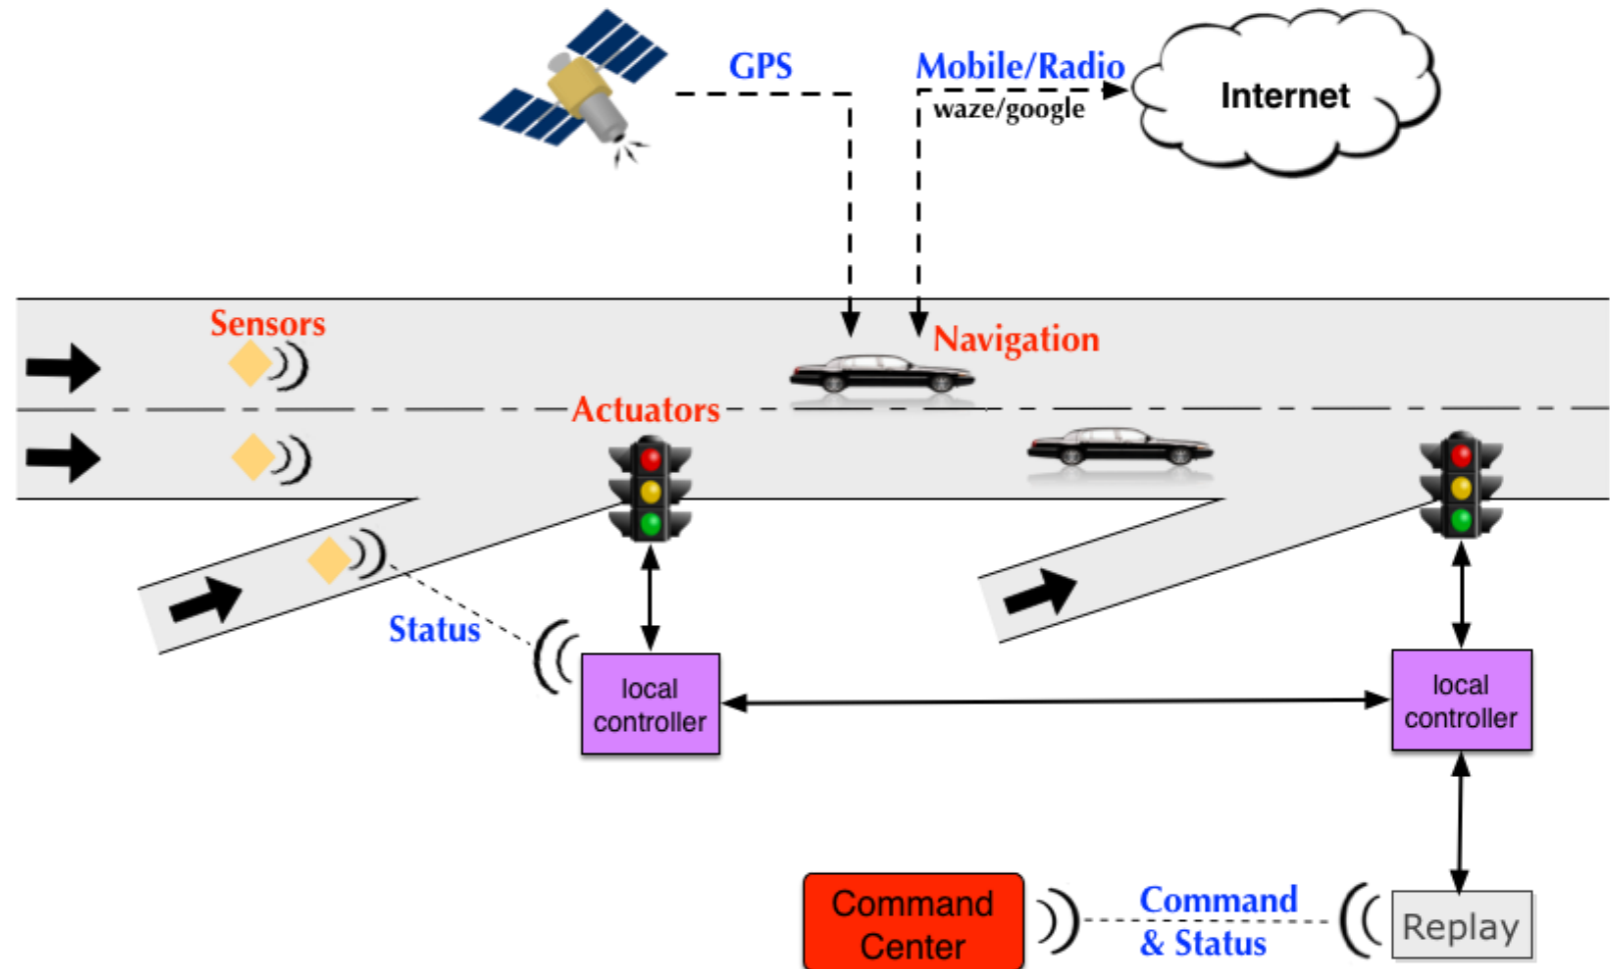 GPS
Mobile/Radio
waze/google
Internet
Sensors
Navigation
Actuators
Status
local
controller
local
controller
Command
Center
Command
& Status
Replay